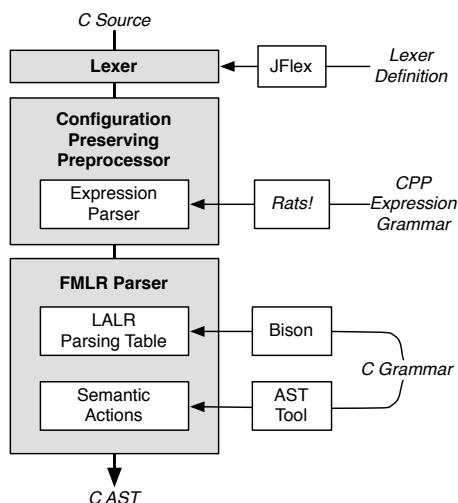 C Source
Lexer
JFlex
Lexer
Definition
Configuration
Preserving
Preprocessor
Expression
Parser
Rats!
CPP
Expression
Grammar
FMLR Parser
LALR
Parsing Table
Bison
C Grammar
Semantic
Actions
AST
Tool
C AST